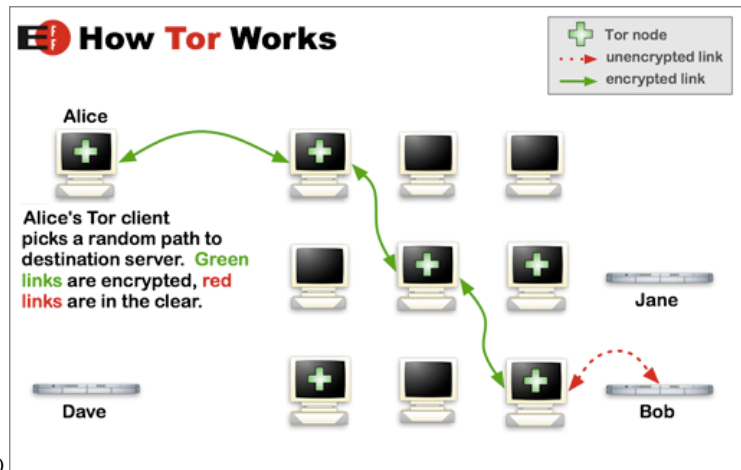 EFF How Tor Works
Tor node
unencrypted link
encrypted link
Alice
Alice's Tor client
picks a random path to
destination server. Green
links are encrypted, red
links are in the clear.
Jane
Dave
Bob
)